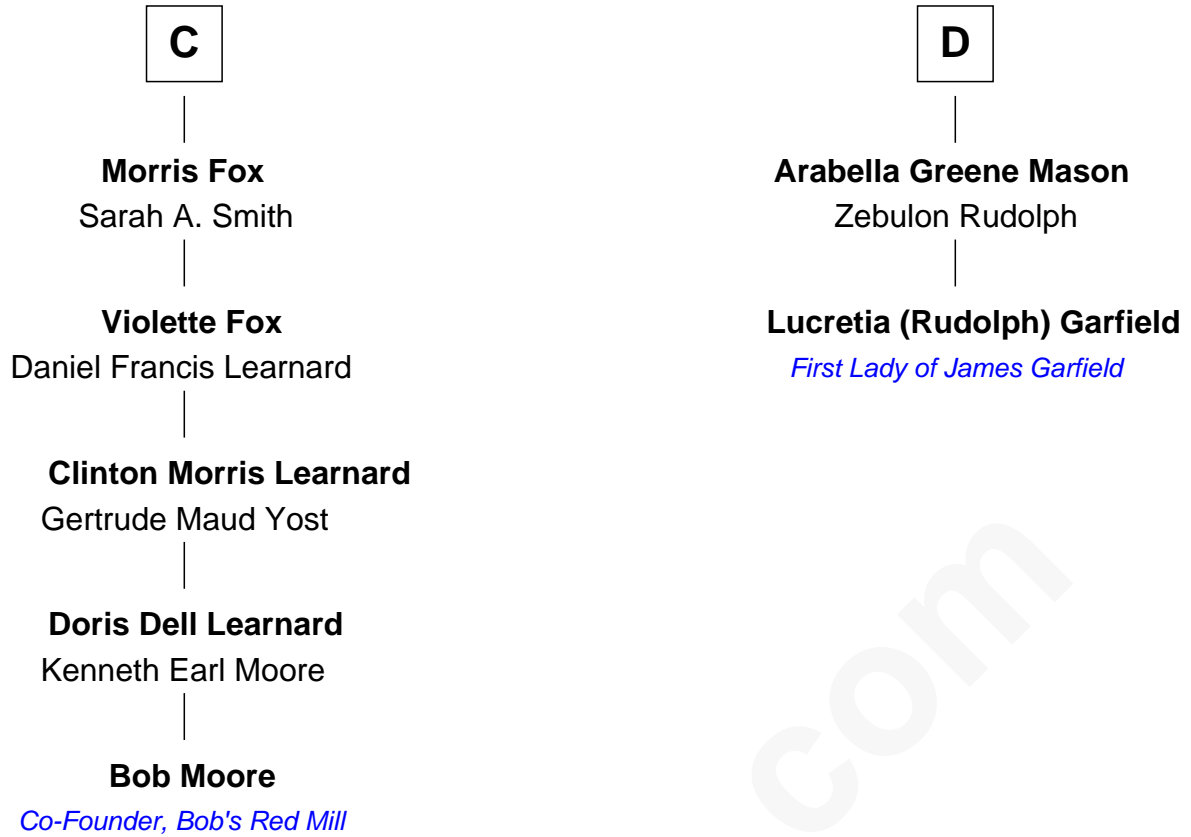 C
Morris Fox
Sarah A. Smith
Violette Fox
Daniel Francis Learnard
Clinton Morris Learnard
Gertrude Maud Yost
Doris Dell Learnard
Kenneth Earl Moore
Bob Moore
Co-Founder, Bob's Red Mill
D
Arabella Greene Mason
Zebulon Rudolph
Lucretia (Rudolph) Garfield
First Lady of James Garfield
com